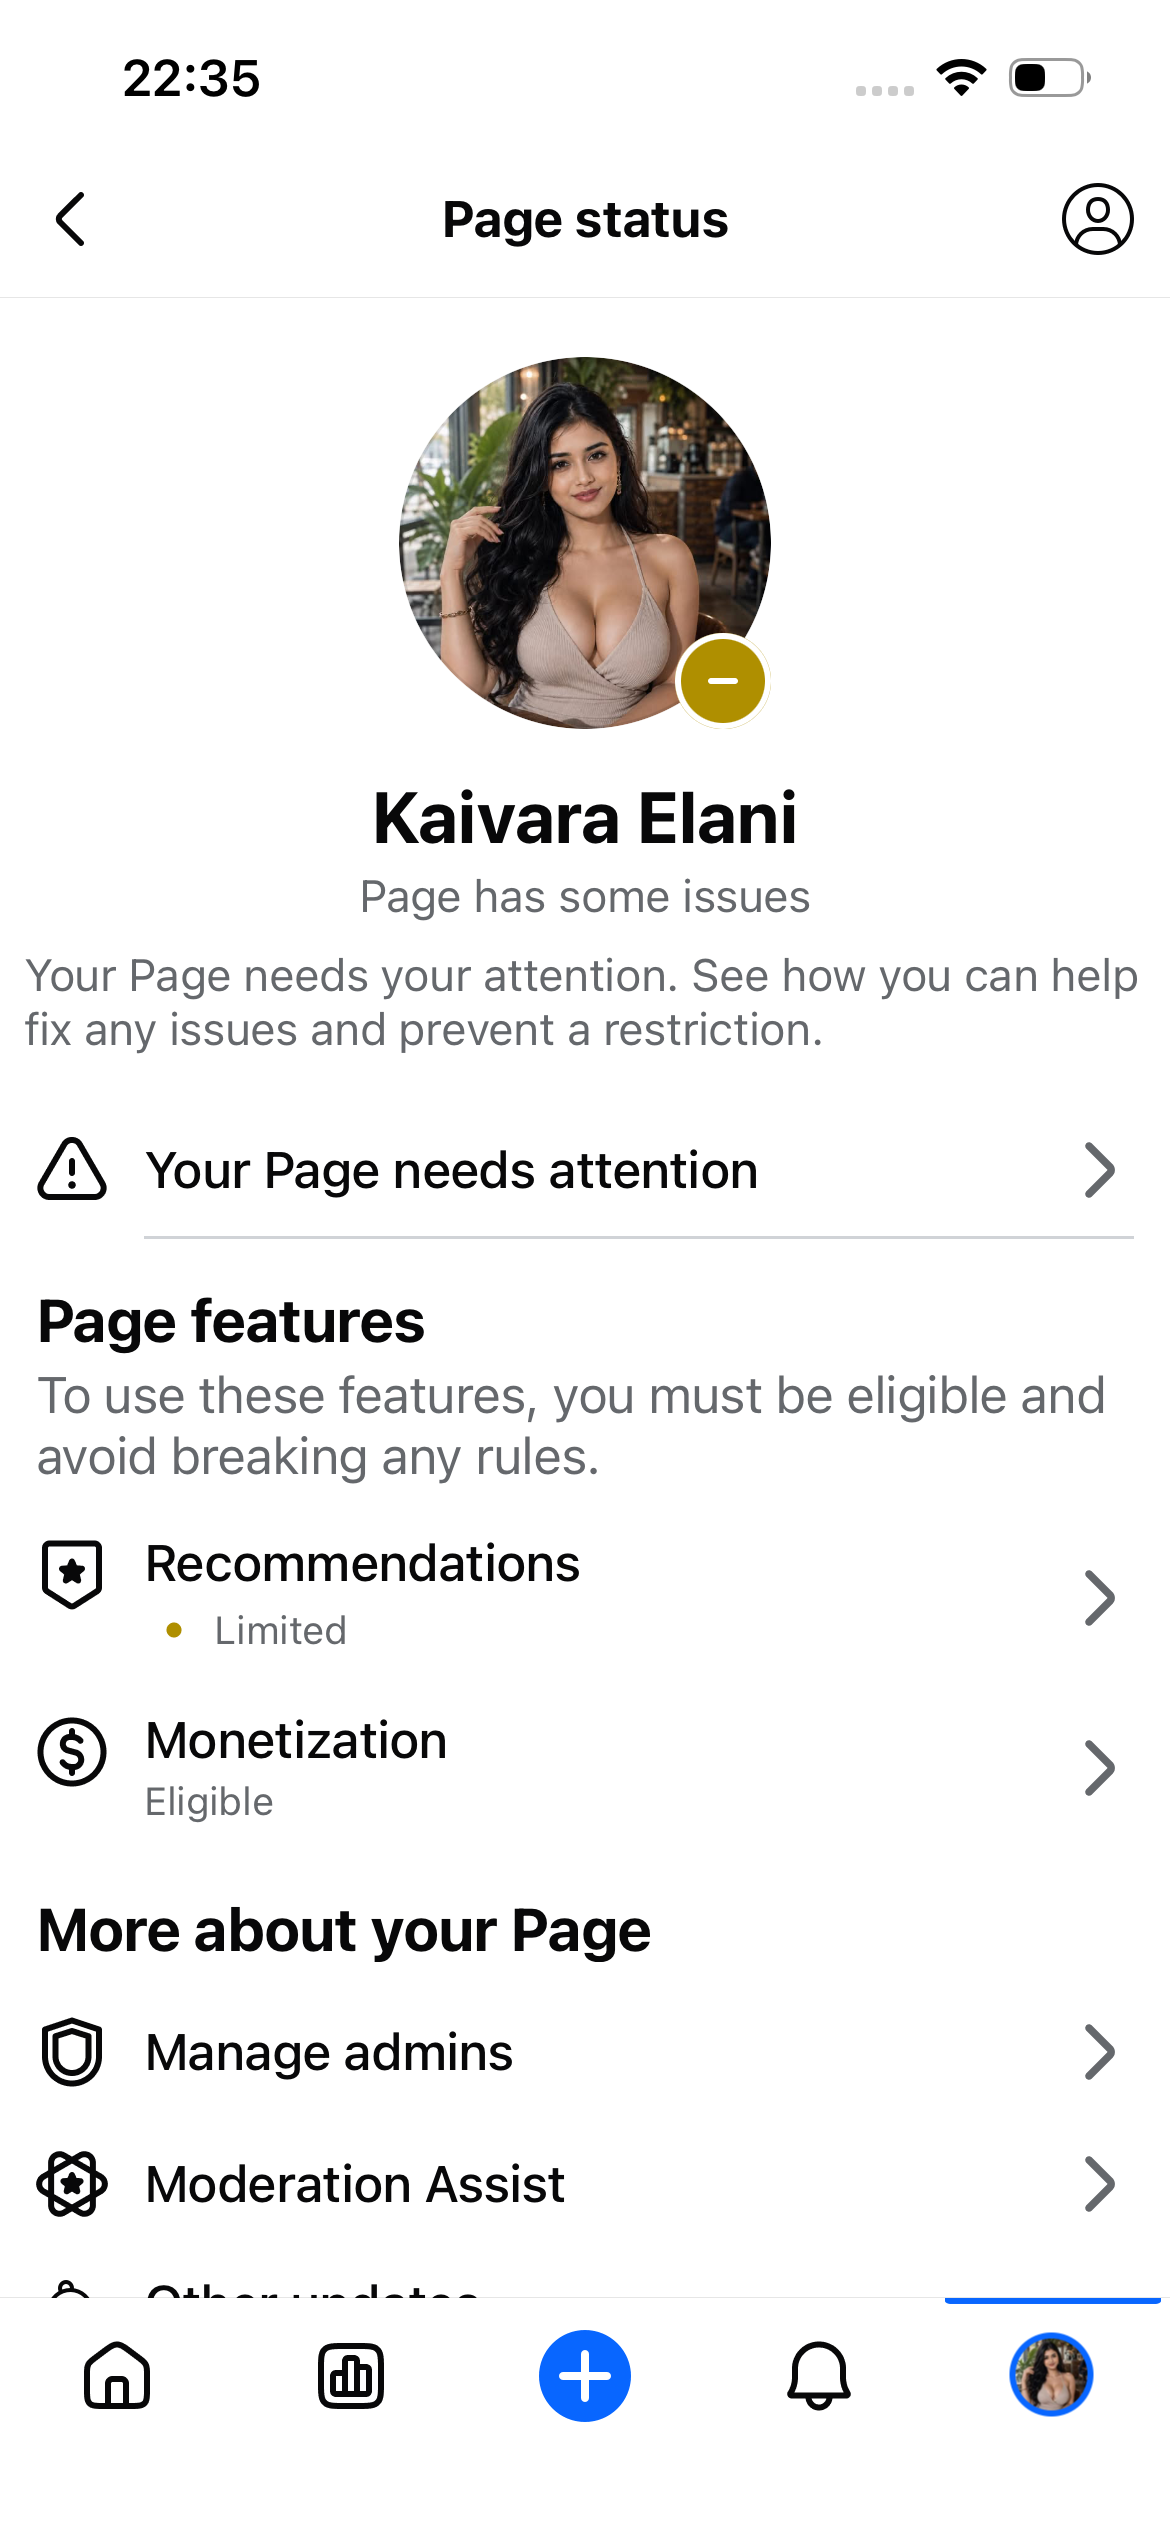 22:35
Page status
Kaivara Elani
Page has some issues
Your Page needs your attention. See how you can help
fix any issues and prevent a restriction.
Your Page needs attention
Page features
To use these features, you must be eligible and
avoid breaking any rules.
Recommendations
Limited
Monetization
Eligible
More about your Page
Manage admins
Moderation Assist
Other updates